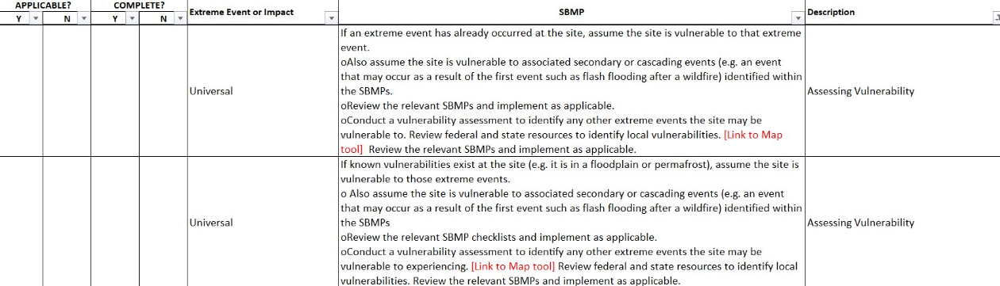 APPLICABLE? COMPLETE? Extreme Event or Impact SBMP Description
Y N Y N
If an extreme event has already occurred at the site, assume the site is vulnerable to that extreme
event.
oAlso assume the site is vulnerable to associated secondary or cascading events (e.g. an event
that may occur as a result of the first event such as flash flooding after a wildfire) identified within
Universal the SBMPs. Assessing Vulnerability
oReview the relevant SBMPs and implement as applicable.
oConduct a vulnerability assessment to identify any other extreme events the site may be
vulnerable to. Review federal and state resources to identify local vulnerabilities. [Link to Map
tool] Review the relevant SBMPs and implement as applicable.
If known vulnerabilities exist at the site (e.g. it is in a floodplain or permafrost), assume the site is
vulnerable to those extreme events.
o Also assume the site is vulnerable to associated secondary or cascading events (e.g. an event
that may occur as a result of the first event such as flash flooding after a wildfire) identified within
Universal the SBMPs Assessing Vulnerability
oReview the relevant SBMP checklists and implement as applicable.
oConduct a vulnerability assessment to identify any other extreme events the site may be
vulnerable to experiencing. [Link to Map tool] Review federal and state resources to identify local
vulnerabilities. Review the relevant SBMPs and implement as applicable.